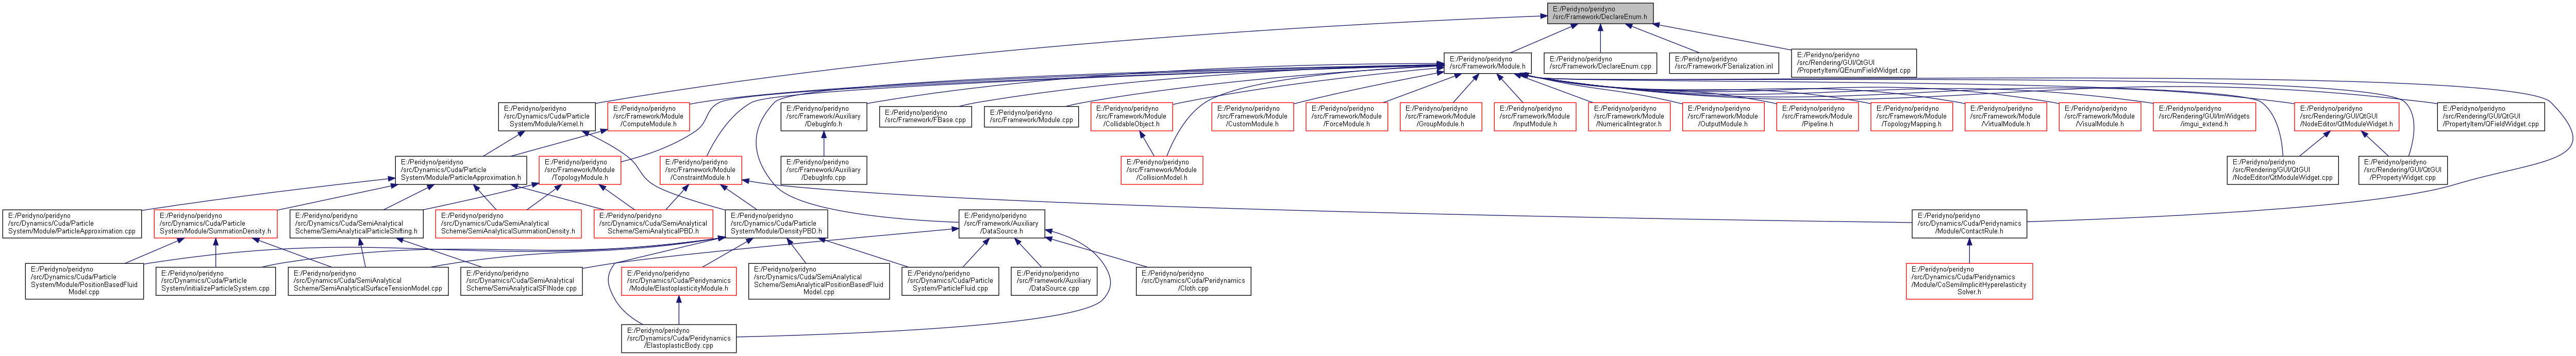 E:/Peridyno/peridyno
/src/Framework/DeclareEnum.h
E:/Peridyno/peridyno
/src/Framework/Module.h
E:/Peridyno/peridyno
/src/Framework/DeclareEnum.cpp
E:/Peridyno/peridyno
/src/Framework/FSerialization.inl
E:/Peridyno/peridyno
/src/Rendering/GUI/QtGUI
/PropertyItem/QEnumFieldWidget.cpp
E:/Peridyno/peridyno
/src/Dynamics/Cuda/Particle
System/Module/Kernel.h
E:/Peridyno/peridyno
/src/Framework/Module
/ComputeModule.h
E:/Peridyno/peridyno
/src/Framework/Auxiliary
/DebugInfo.h
E:/Peridyno/peridyno
/src/Framework/FBase.cpp
E:/Peridyno/peridyno
/src/Framework/Module.cpp
E:/Peridyno/peridyno
/src/Framework/Module
/CollidableObject.h
E:/Peridyno/peridyno
/src/Framework/Module
/CustomModule.h
E:/Peridyno/peridyno
/src/Framework/Module
/ForceModule.h
E:/Peridyno/peridyno
/src/Framework/Module
/GroupModule.h
E:/Peridyno/peridyno
/src/Framework/Module
/InputModule.h
E:/Peridyno/peridyno
/src/Framework/Module
/NumericalIntegrator.h
E:/Peridyno/peridyno
/src/Framework/Module
/OutputModule.h
E:/Peridyno/peridyno
/src/Framework/Module
/Pipeline.h
E:/Peridyno/peridyno
/src/Framework/Module
/TopologyMapping.h
E:/Peridyno/peridyno
/src/Framework/Module
/VirtualModule.h
E:/Peridyno/peridyno
/src/Framework/Module
/VisualModule.h
E:/Peridyno/peridyno
/src/Rendering/GUI/ImWidgets
/imgui_extend.h
E:/Peridyno/peridyno
/src/Rendering/GUI/QtGUI
/NodeEditor/QtModuleWidget.h
E:/Peridyno/peridyno
/src/Rendering/GUI/QtGUI
/PropertyItem/QFieldWidget.cpp
E:/Peridyno/peridyno
/src/Dynamics/Cuda/Particle
System/Module/ParticleApproximation.h
E:/Peridyno/peridyno
/src/Framework/Module
/TopologyModule.h
E:/Peridyno/peridyno
/src/Framework/Module
/ConstraintModule.h
E:/Peridyno/peridyno
/src/Framework/Auxiliary
/DebugInfo.cpp
E:/Peridyno/peridyno
/src/Framework/Module
/CollisionModel.h
E:/Peridyno/peridyno
/src/Rendering/GUI/QtGUI
/NodeEditor/QtModuleWidget.cpp
E:/Peridyno/peridyno
/src/Rendering/GUI/QtGUI
/PPropertyWidget.cpp
E:/Peridyno/peridyno
/src/Dynamics/Cuda/Particle
System/Module/ParticleApproximation.cpp
E:/Peridyno/peridyno
/src/Dynamics/Cuda/Particle
System/Module/SummationDensity.h
E:/Peridyno/peridyno
/src/Dynamics/Cuda/SemiAnalytical
Scheme/SemiAnalyticalParticleShifting.h
E:/Peridyno/peridyno
/src/Dynamics/Cuda/SemiAnalytical
Scheme/SemiAnalyticalSummationDensity.h
E:/Peridyno/peridyno
/src/Dynamics/Cuda/SemiAnalytical
Scheme/SemiAnalyticalPBD.h
E:/Peridyno/peridyno
/src/Dynamics/Cuda/Particle
System/Module/DensityPBD.h
E:/Peridyno/peridyno
/src/Framework/Auxiliary
/DataSource.h
E:/Peridyno/peridyno
/src/Dynamics/Cuda/Peridynamics
/Module/ContactRule.h
E:/Peridyno/peridyno
/src/Dynamics/Cuda/Particle
System/Module/PositionBasedFluid
Model.cpp
E:/Peridyno/peridyno
/src/Dynamics/Cuda/Particle
System/initializeParticleSystem.cpp
E:/Peridyno/peridyno
/src/Dynamics/Cuda/SemiAnalytical
Scheme/SemiAnalyticalSurfaceTensionModel.cpp
E:/Peridyno/peridyno
/src/Dynamics/Cuda/SemiAnalytical
Scheme/SemiAnalyticalSFINode.cpp
E:/Peridyno/peridyno
/src/Dynamics/Cuda/Peridynamics
/Module/ElastoplasticityModule.h
E:/Peridyno/peridyno
/src/Dynamics/Cuda/SemiAnalytical
Scheme/SemiAnalyticalPositionBasedFluid
Model.cpp
E:/Peridyno/peridyno
/src/Dynamics/Cuda/Particle
System/ParticleFluid.cpp
E:/Peridyno/peridyno
/src/Framework/Auxiliary
/DataSource.cpp
E:/Peridyno/peridyno
/src/Dynamics/Cuda/Peridynamics
/Cloth.cpp
E:/Peridyno/peridyno
/src/Dynamics/Cuda/Peridynamics
/Module/CoSemiImplicitHyperelasticity
Solver.h
E:/Peridyno/peridyno
/src/Dynamics/Cuda/Peridynamics
/ElastoplasticBody.cpp